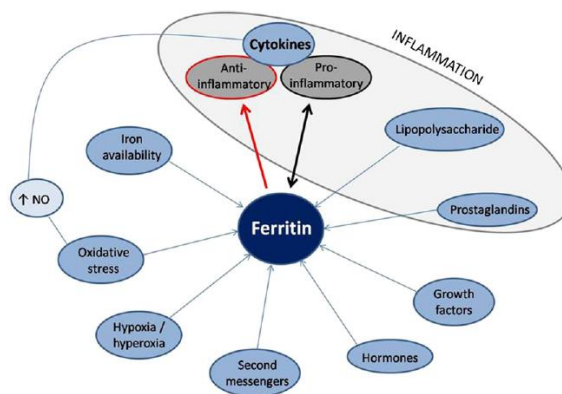 Cytokines
INFLAMMATION
Anti-
inflammatory
Pro-
inflammatory
Lipopolysaccharide
Iron
availability
↑ NO
Prostaglandins
Ferritin
Oxidative
stress
Growth
factors
Hypoxia /
hyperoxia
Hormones
Second
messengers